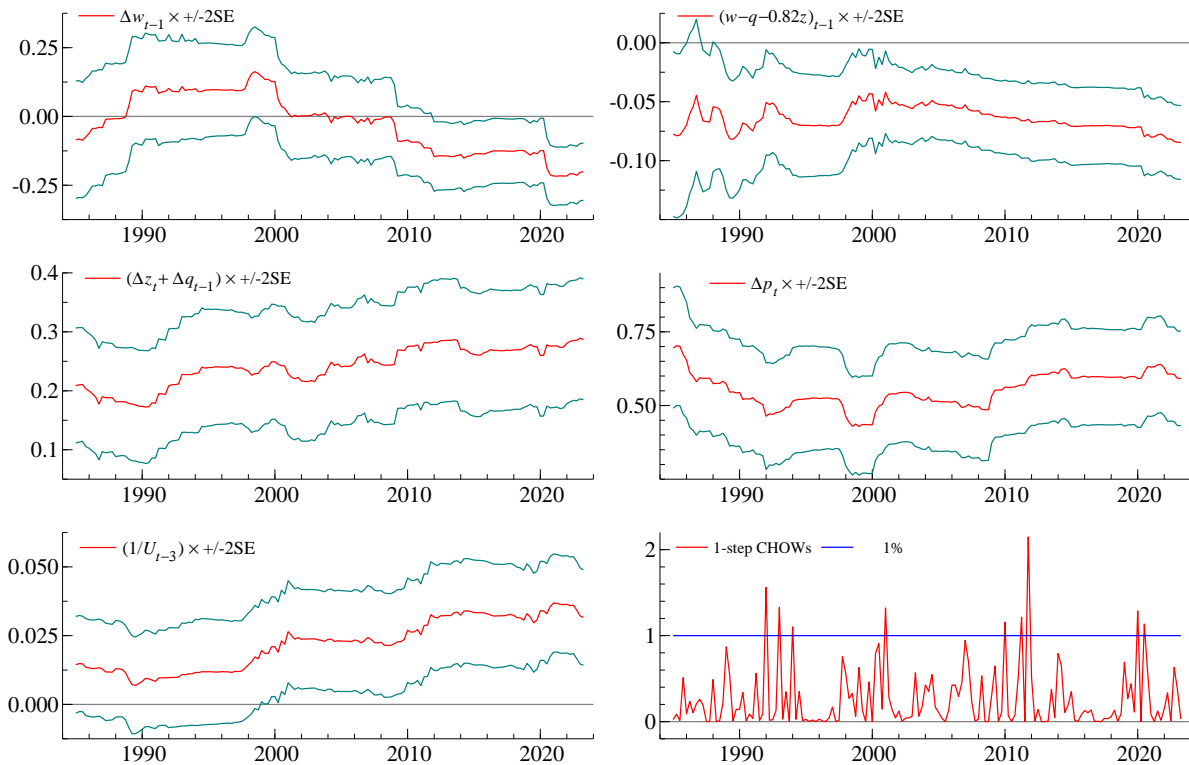 Δw_{t−1} × +/-2SE
0.25
0.00
-0.25
1990 2000 2010 2020
(w−q−0.82z)_{t−1} × +/-2SE
0.00
-0.05
-0.10
1990 2000 2010 2020
(Δz_t + Δq_{t−1}) × +/-2SE
0.4
0.3
0.2
0.1
1990 2000 2010 2020
Δp_t × +/-2SE
0.75
0.50
1990 2000 2010 2020
(1/U_{t−3}) × +/-2SE
0.050
0.025
0.000
1990 2000 2010 2020
1-step CHOWs 1%
2
1
0
1990 2000 2010 2020